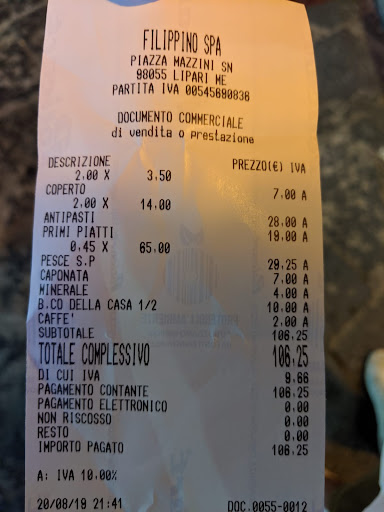 FILIPPINO SPA
PIAZZA MAZZINI SN
98055 LIPARI ME
PARTITA IVA 00545680836
DOCUMENTO COMMERCIALE
di vendita o prestazione
DESCRIZIONE PREZZO(€) IVA
2,00 X 3,50
COPERTO 7,00 A
2,00 X 14,00
ANTIPASTI 28,00 A
PRIMI PIATTI 19,00 A
0,45 X 65,00
PESCE S.P 29,25 A
CAPONATA 7,00 A
MINERALE 4,00 A
B.CO DELLA CASA 1/2 10,00 A
CAFFE' 2,00 A
SUBTOTALE 106,25
TOTALE COMPLESSIVO 106,25
DI CUI IVA 9,66
PAGAMENTO CONTANTE 106,25
PAGAMENTO ELETTRONICO 0,00
NON RISCOSSO 0,00
RESTO 0,00
IMPORTO PAGATO 106,25
A: IVA 10,00%
20/08/19 21:41 DOC.0055-0012